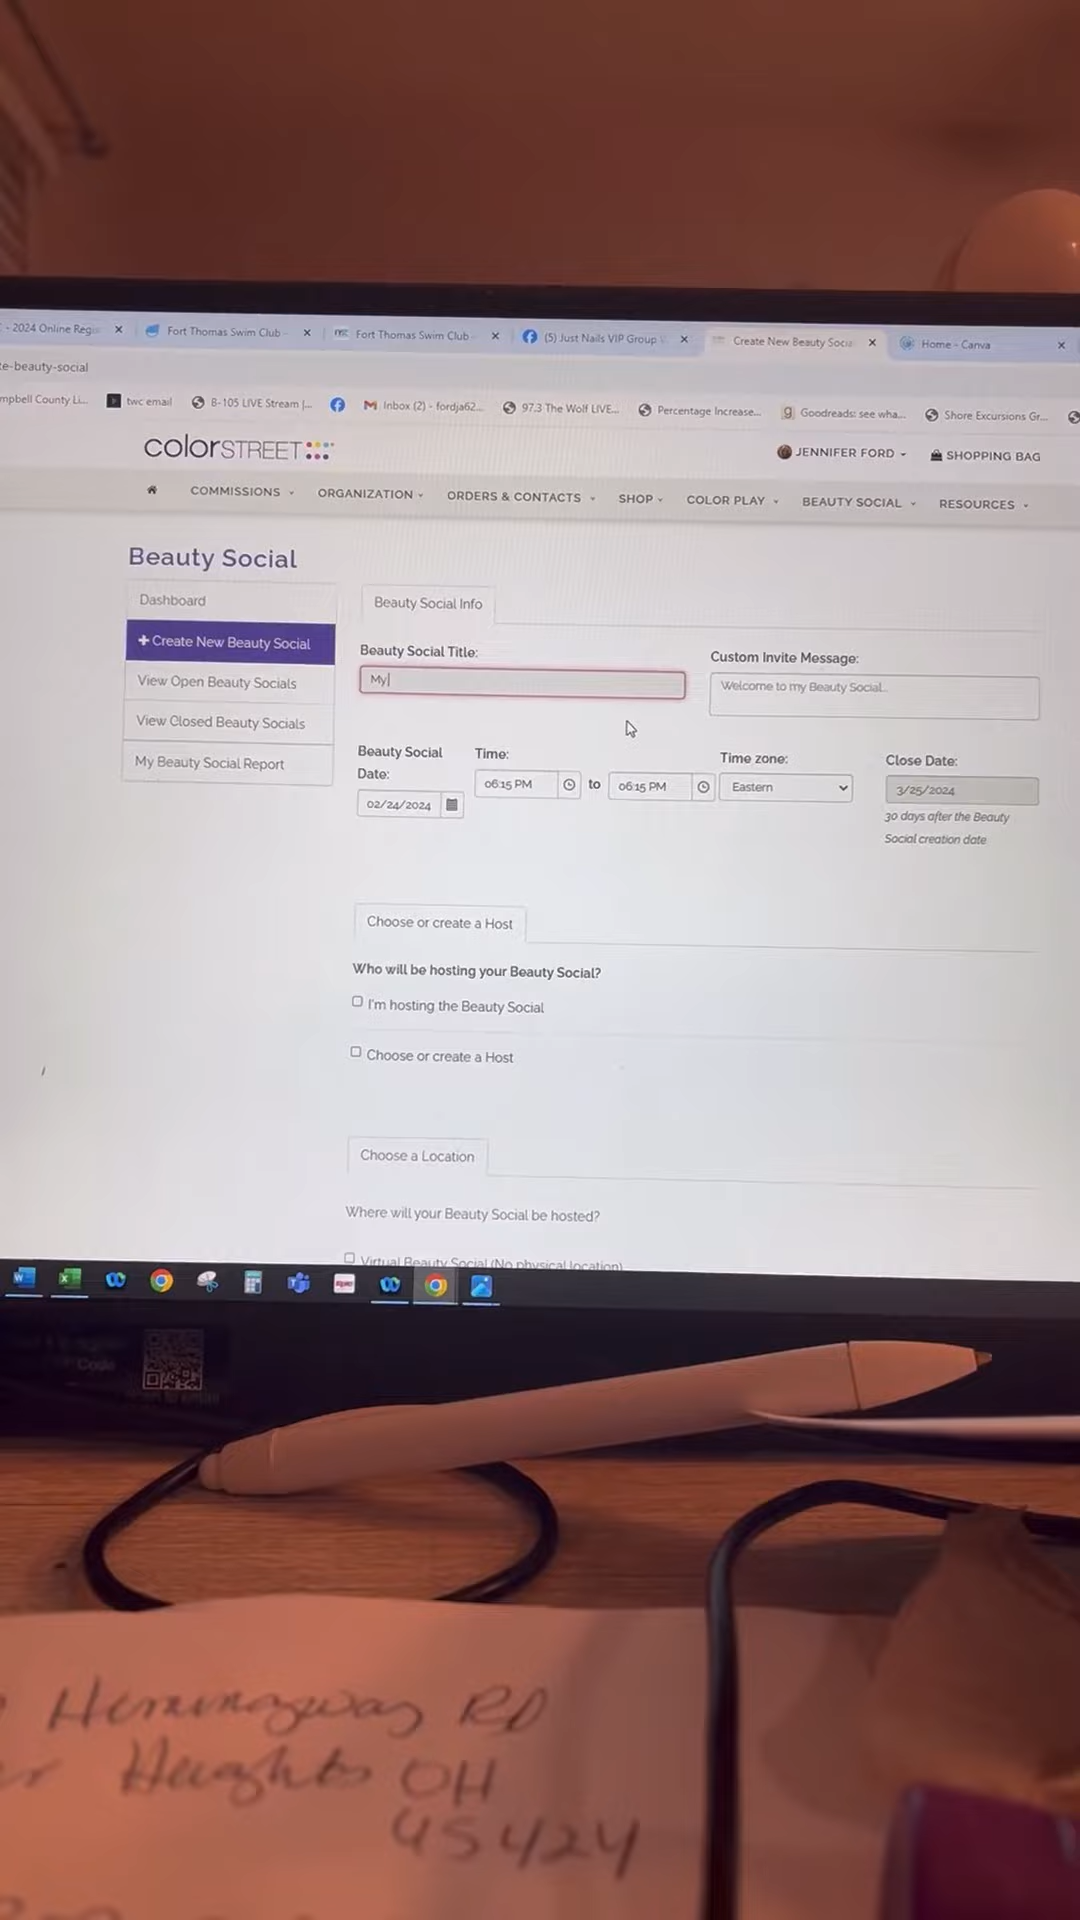 - 2024 Online Regis
Fort Thomas Swim Club -
Fort Thomas Swim Club -
(5) Just Nails VIP Group
Create New Beauty Socia
Home - Canva
te-beauty-social
mpbell County Li...
twc email
B-105 LIVE Stream |...
Inbox (2) - fordja62...
97.3 The Wolf LIVE...
Percentage Increase...
Goodreads: see wha...
Shore Excursions Gr...
colorSTREET
JENNIFER FORD
SHOPPING BAG
COMMISSIONS
ORGANIZATION
ORDERS & CONTACTS
SHOP
COLOR PLAY
BEAUTY SOCIAL
RESOURCES
Beauty Social
Dashboard
+ Create New Beauty Social
View Open Beauty Socials
View Closed Beauty Socials
My Beauty Social Report
Beauty Social Info
Beauty Social Title:
My
Custom Invite Message:
Welcome to my Beauty Social...
Beauty Social
Date:
02/24/2024
Time:
06:15 PM
to
06:15 PM
Time zone:
Eastern
Close Date:
3/25/2024
30 days after the Beauty
Social creation date
Choose or create a Host
Who will be hosting your Beauty Social?
I'm hosting the Beauty Social
Choose or create a Host
Choose a Location
Where will your Beauty Social be hosted?
Virtual Beauty Social (No physical location)
Code
Hemingway RD
Heights OH
45424